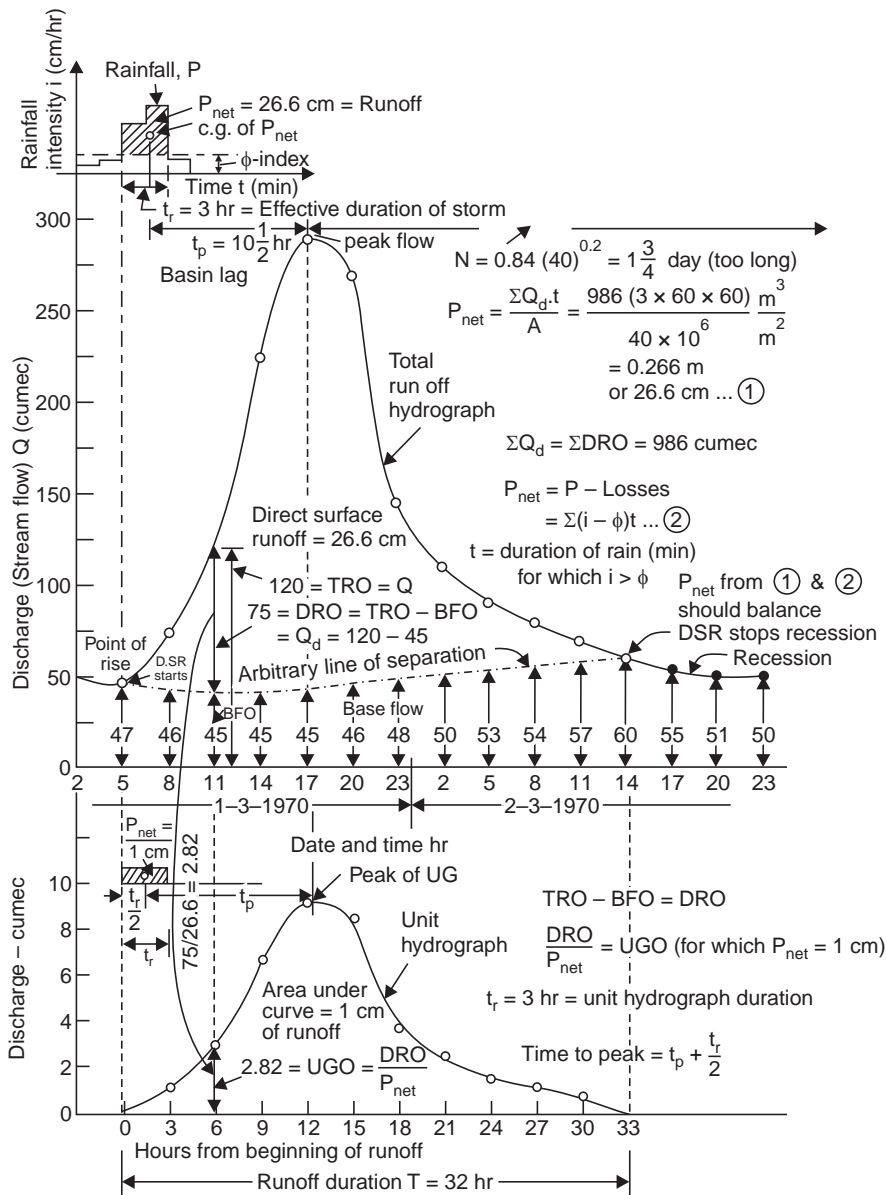 Rainfall intensity i (cm/hr)
Rainfall, P
P_net = 26.6 cm = Runoff
c.g. of P_net
ϕ-index
Time t (min)
t_r = 3 hr = Effective duration of storm
t_p = 10 1/2 hr
peak flow
Basin lag
N = 0.84 (40)^0.2 = 1 3/4 day (too long)
P_net = ΣQ_d.t / A = 986 (3 × 60 × 60) / 40 × 10^6 m^3 / m^2
= 0.266 m
or 26.6 cm ... ①
Total
run off
hydrograph
ΣQ_d = ΣDRO = 986 cumec
P_net = P – Losses
= Σ(i – ϕ)t ... ②
t = duration of rain (min)
for which i > ϕ
P_net from ① & ②
should balance
DSR stops recession
Recession
Direct surface
runoff = 26.6 cm
120 = TRO = Q
75 = DRO = TRO – BFO
= Q_d = 120 – 45
Arbitrary line of separation
Point of
rise
D.SR
starts
BFO
Base flow
Discharge (Stream flow) Q (cumec)
300
250
200
150
100
50
0
47 46 45 45 45 46 48 50 53 54 57 60 55 51 50
2 5 8 11 14 17 20 23 2 5 8 11 14 17 20 23
1–3–1970 2–3–1970
Date and time hr
P_net =
1 cm
t_r / 2
t_p
t_r
75/26.6 = 2.82
Peak of UG
Unit
hydrograph
TRO – BFO = DRO
DRO / P_net = UGO (for which P_net = 1 cm)
t_r = 3 hr = unit hydrograph duration
Time to peak = t_p + t_r / 2
Area under
curve = 1 cm
of runoff
2.82 = UGO = DRO / P_net
Discharge – cumec
10
8
6
4
2
0
0 3 6 9 12 15 18 21 24 27 30 33
Hours from beginning of runoff
Runoff duration T = 32 hr